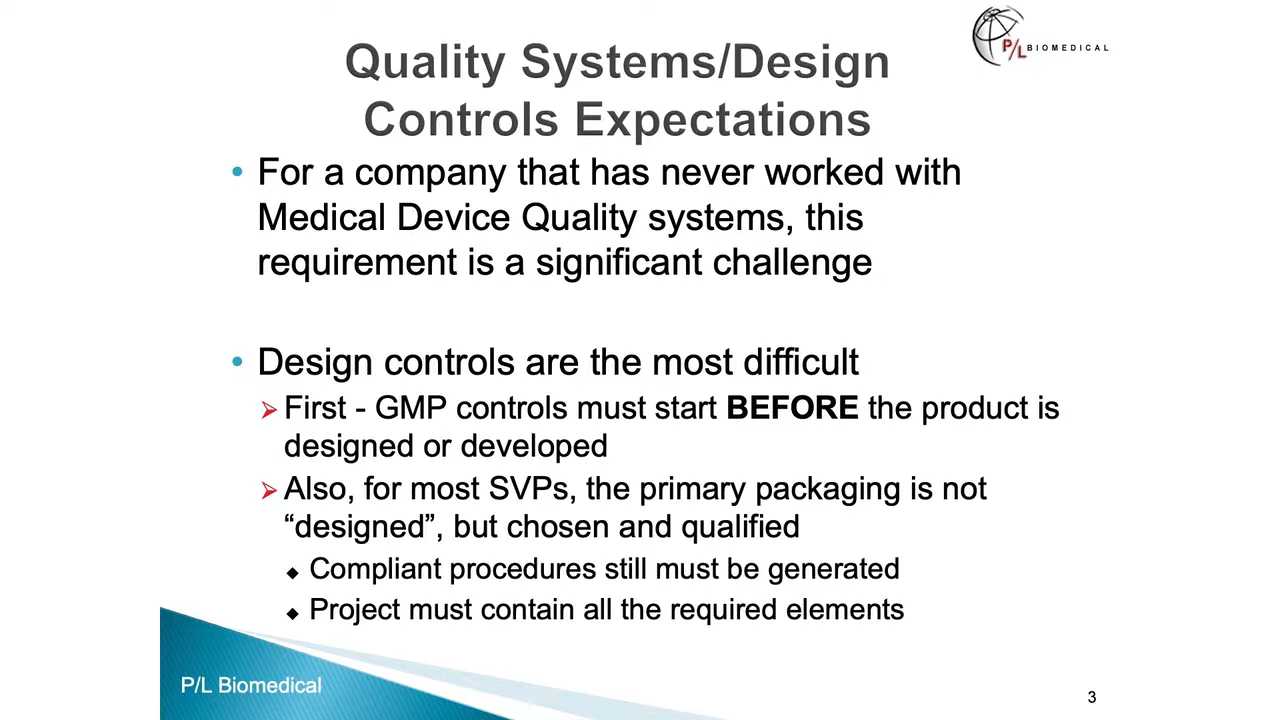 P/L BIOMEDICAL
Quality Systems/Design
Controls Expectations
• For a company that has never worked with
Medical Device Quality systems, this
requirement is a significant challenge
• Design controls are the most difficult
➢ First - GMP controls must start BEFORE the product is
designed or developed
➢ Also, for most SVPs, the primary packaging is not
“designed”, but chosen and qualified
◆ Compliant procedures still must be generated
◆ Project must contain all the required elements
P/L Biomedical
3